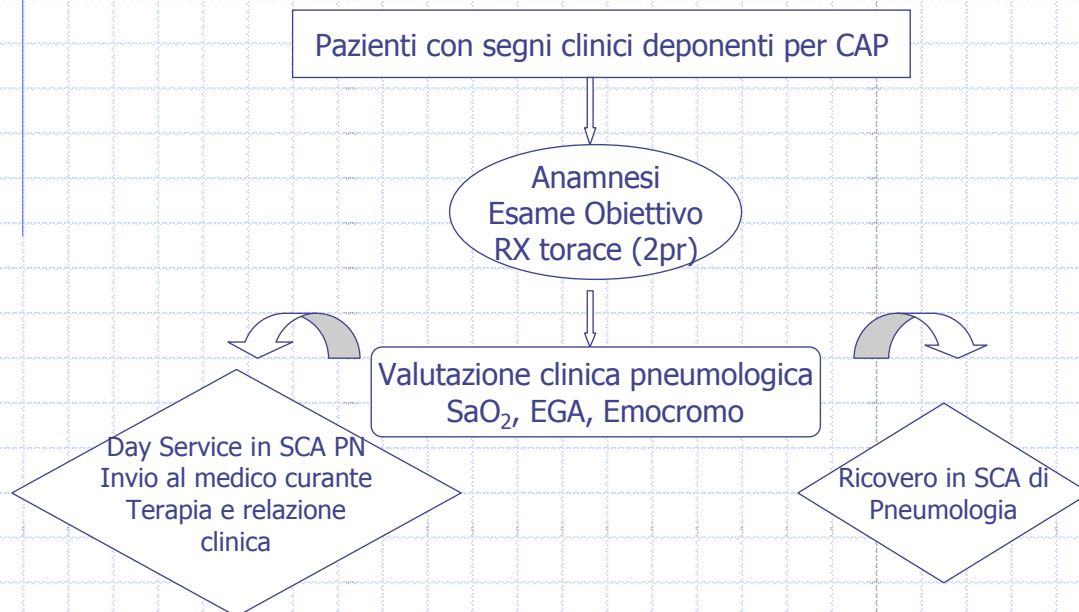 Pazienti con segni clinici deponenti per CAP
Anamnesi
Esame Obiettivo
RX torace (2pr)
Valutazione clinica pneumologica
SaO₂, EGA, Emocromo
Day Service in SCA PN
Invio al medico curante
Terapia e relazione
clinica
Ricovero in SCA di
Pneumologia